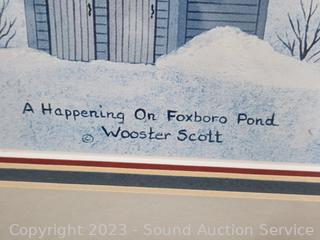 A Happening On Foxboro Pond
© Wooster Scott
Copyright 2023 - Sound Auction Service